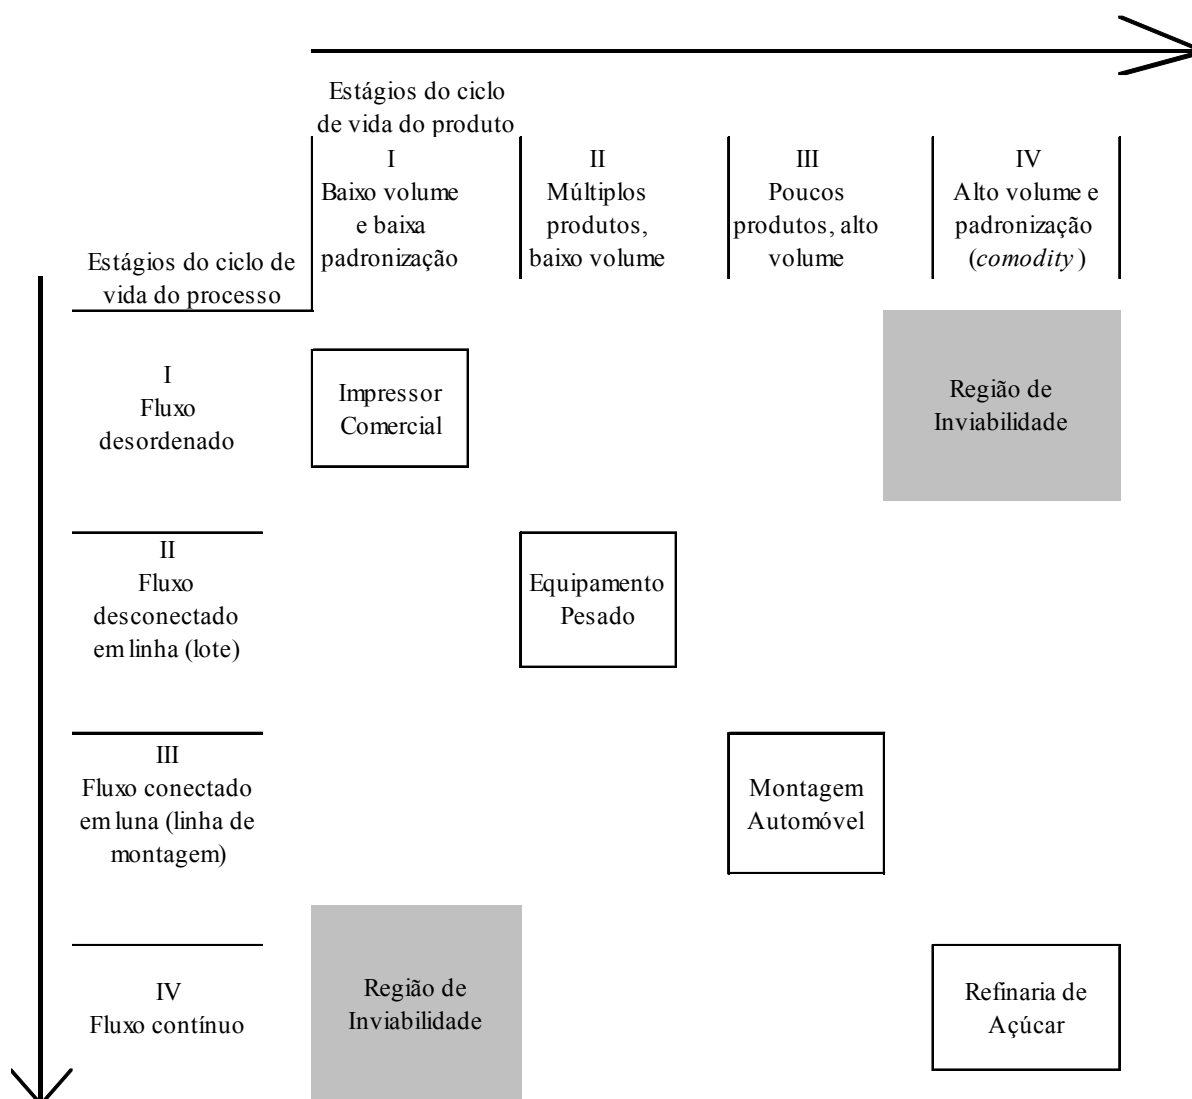 Estágios do ciclo
de vida do produto
I
Baixo volume
e baixa
padronização
II
Múltiplos
produtos,
baixo volume
III
Poucos
produtos, alto
volume
IV
Alto volume e
padronização
(comodity)
Estágios do ciclo de
vida do processo
I
Fluxo
desordenado
Impressor
Comercial
Região de
Inviabilidade
II
Fluxo
desconectado
em linha (lote)
Equipamento
Pesado
III
Fluxo conectado
em luna (linha de
montagem)
Montagem
Automóvel
IV
Fluxo contínuo
Região de
Inviabilidade
Refinaria de
Açúcar